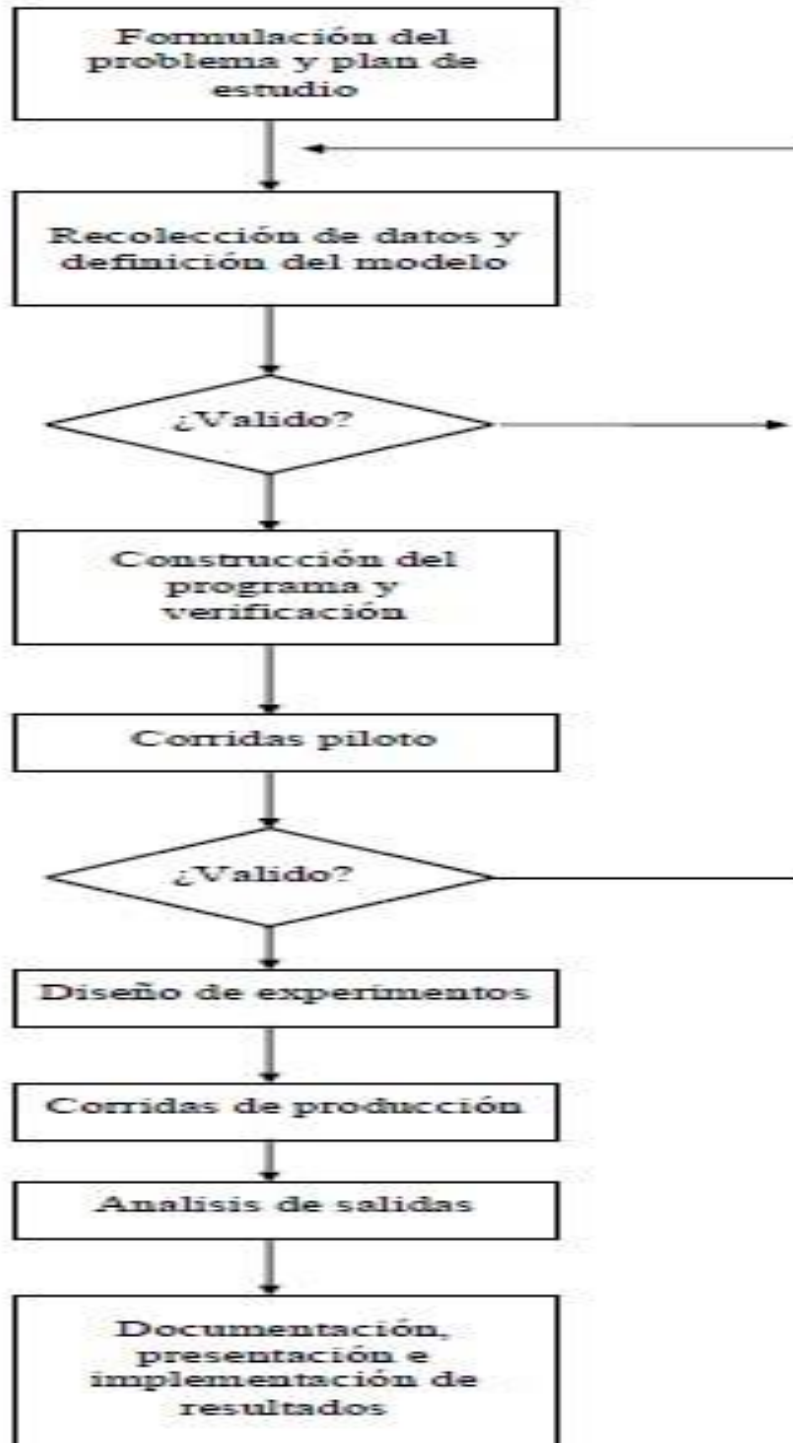 Formulación del
problema y plan de
estudio
Recolección de datos y
definición del modelo
¿Valido?
Construcción del
programa y
verificación
Corridas piloto
¿Valido?
Diseño de experimentos
Corridas de producción
Analisis de salidas
Documentación,
presentación e
implementación de
resultados